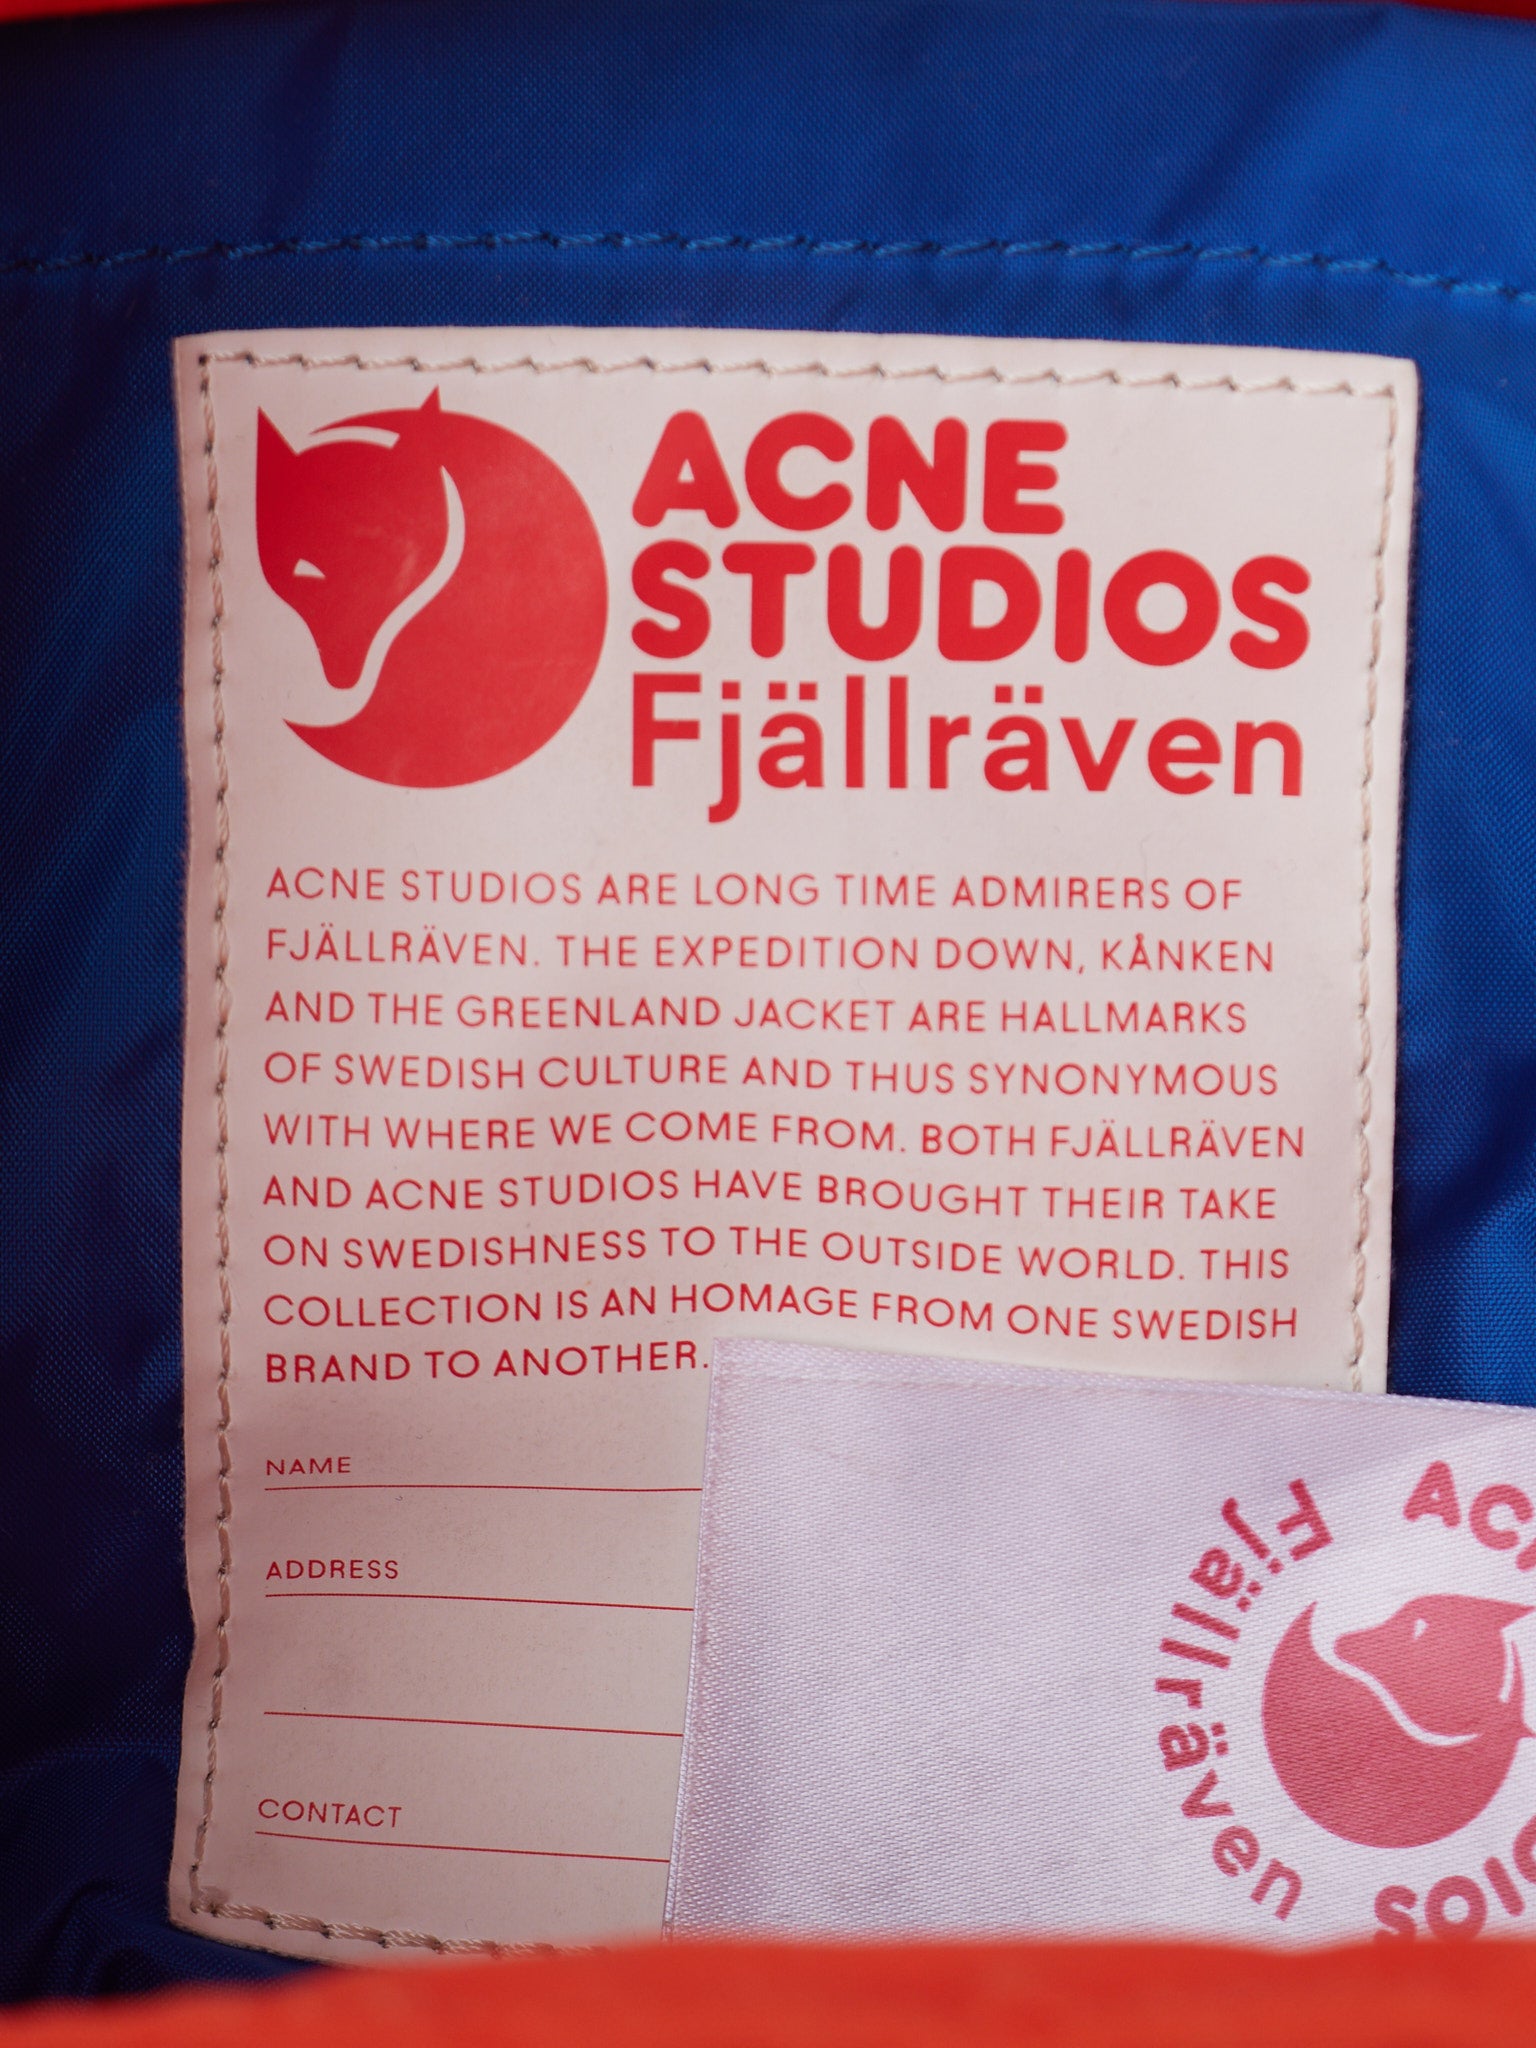 ACNE
STUDIOS
Fjällräven
ACNE STUDIOS ARE LONG TIME ADMIRERS OF
FJÄLLRÄVEN. THE EXPEDITION DOWN, KÅNKEN
AND THE GREENLAND JACKET ARE HALLMARKS
OF SWEDISH CULTURE AND THUS SYNONYMOUS
WITH WHERE WE COME FROM. BOTH FJÄLLRÄVEN
AND ACNE STUDIOS HAVE BROUGHT THEIR TAKE
ON SWEDISHNESS TO THE OUTSIDE WORLD. THIS
COLLECTION IS AN HOMAGE FROM ONE SWEDISH
BRAND TO ANOTHER.
NAME
ADDRESS
CONTACT
Fjällräven